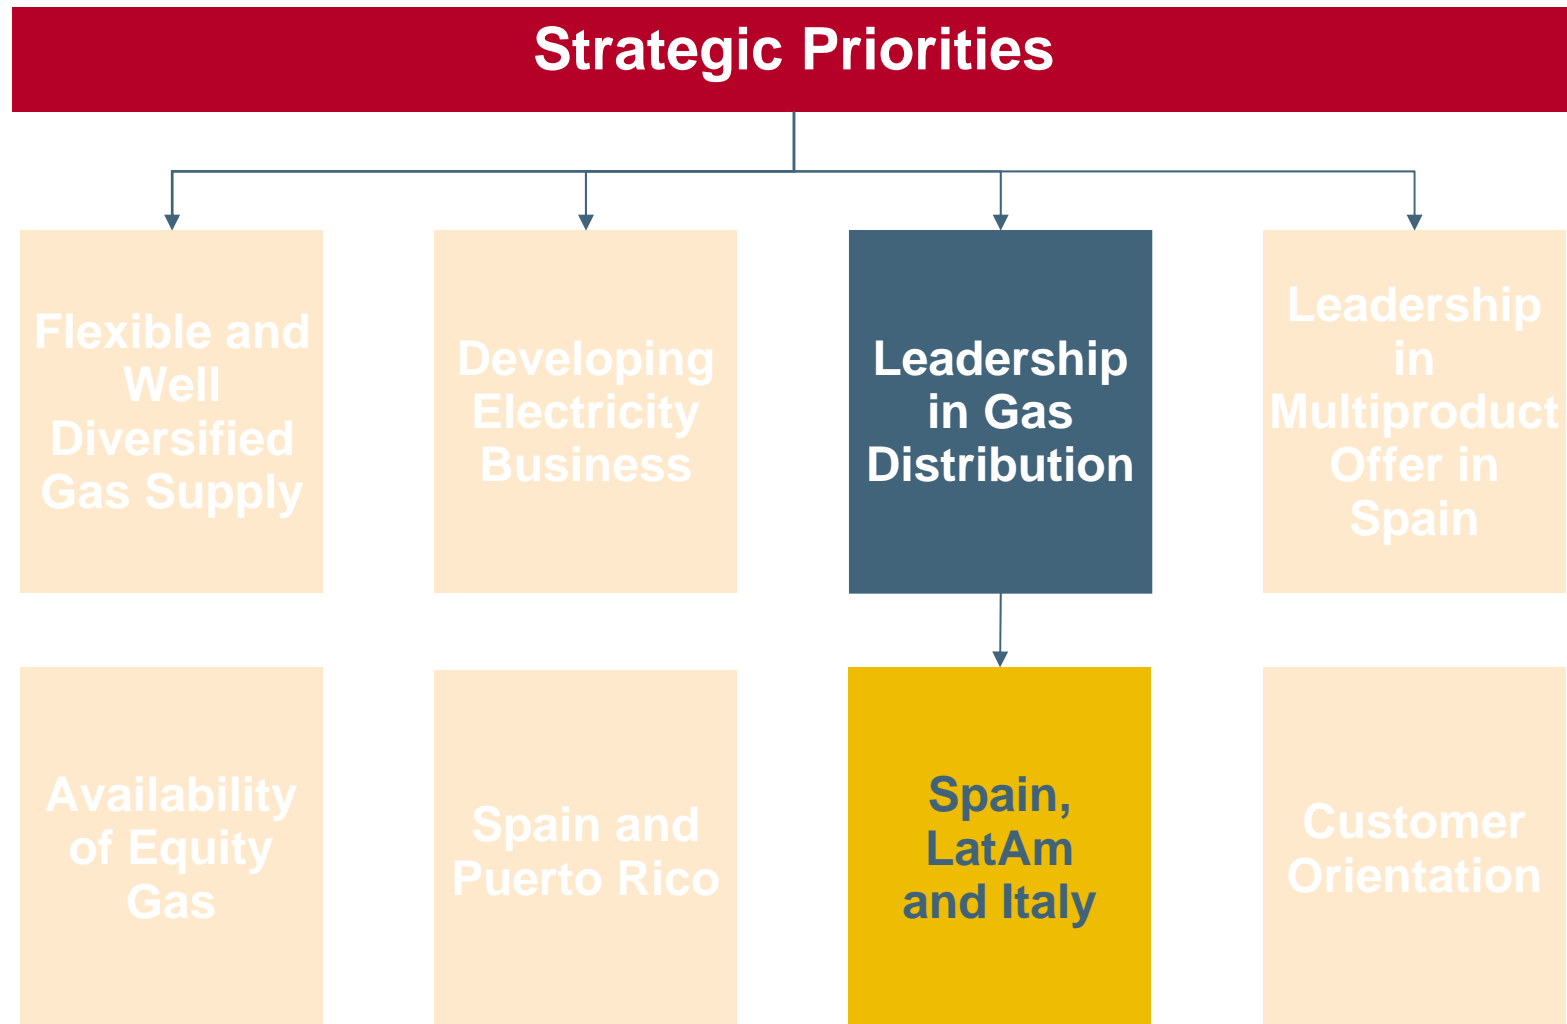 Strategic Priorities
Flexible and
Well
Diversified
Gas Supply
Developing
Electricity
Business
Leadership
in Gas
Distribution
Leadership
in
Multiproduct
Offer in
Spain
Availability
of Equity
Gas
Spain and
Puerto Rico
Spain,
LatAm
and Italy
Customer
Orientation